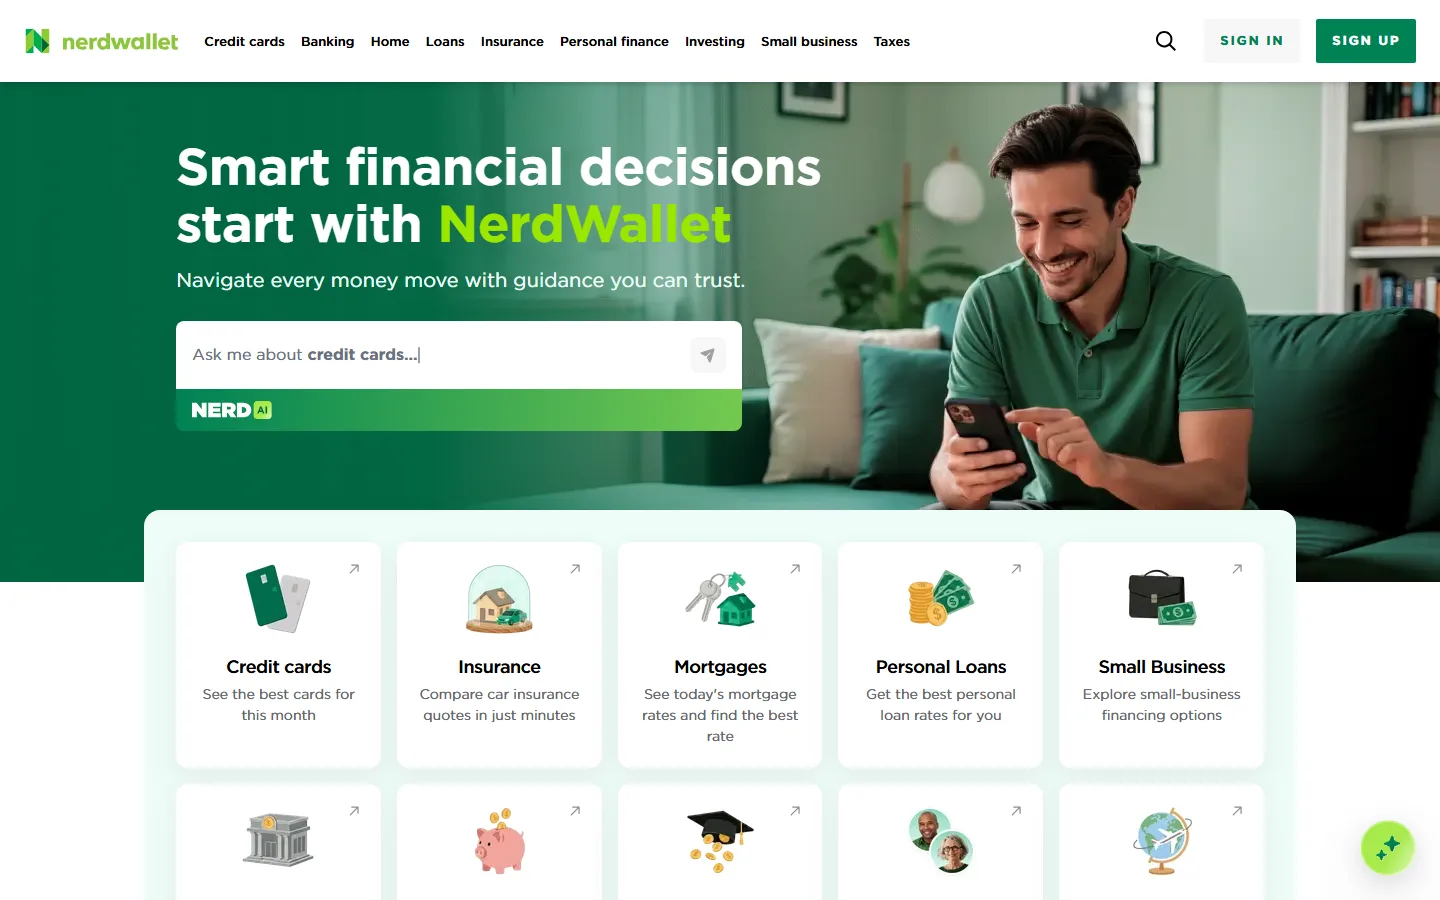 nerdwallet
Credit cards
Banking
Home
Loans
Insurance
Personal finance
Investing
Small business
Taxes
SIGN IN
SIGN UP
Smart financial decisions
start with NerdWallet
Navigate every money move with guidance you can trust.
Ask me about credit cards...
NERD AI
Credit cards
See the best cards for
this month
Insurance
Compare car insurance
quotes in just minutes
Mortgages
See today's mortgage
rates and find the best
rate
Personal Loans
Get the best personal
loan rates for you
Small Business
Explore small-business
financing options